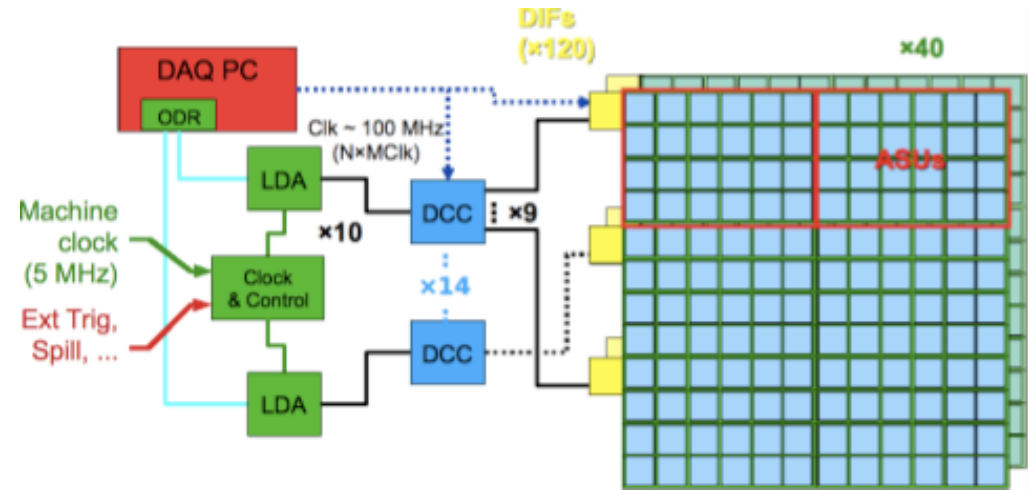 DIFs
(×120)
×40
DAQ PC
ODR
Clk ~ 100 MHz
(N×MClk)
LDA
DCC
×9
ASUs
×10
Machine
clock
(5 MHz)
Clock
& Control
×14
Ext Trig,
Spill, ...
DCC
LDA